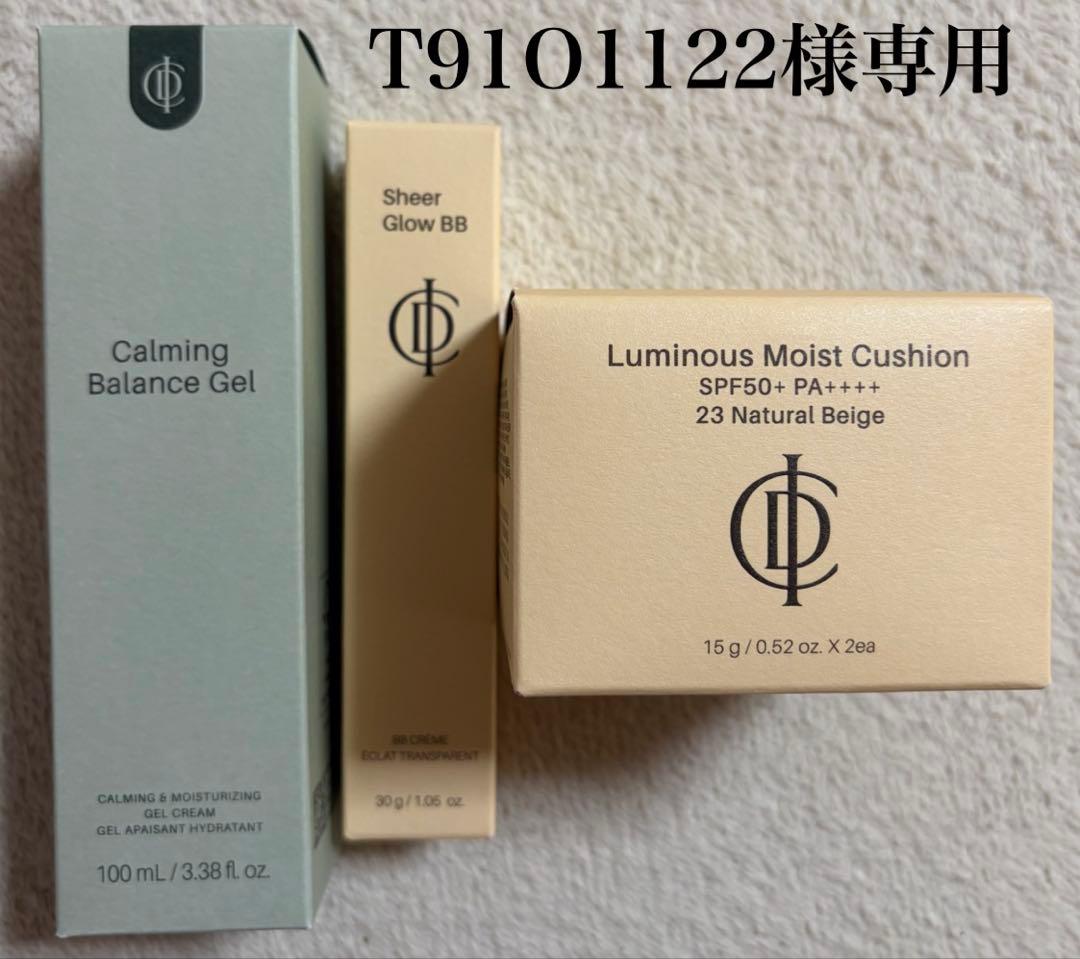 T91O1122様専用
Calming
Balance Gel
CALMING & MOISTURIZING
GEL CREAM
GEL APAISANT HYDRATANT
100 mL / 3.38 fl. oz.
Sheer
Glow BB
BB CRÈME
ÉCLAT TRANSPARENT
30 g / 1.05 oz.
Luminous Moist Cushion
SPF50+ PA++++
23 Natural Beige
15 g / 0.52 oz. X 2ea